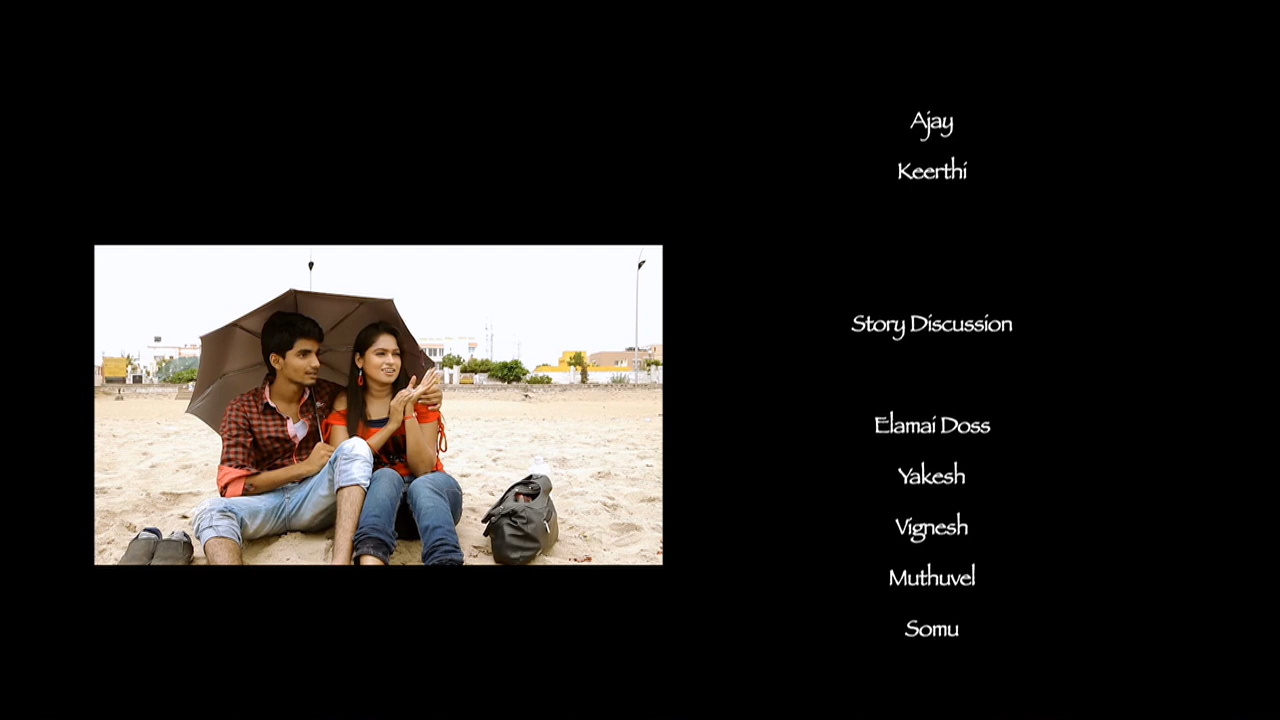 Ajay
Keerthi
Story Discussion
Elamai Doss
Yakesh
Vignesh
Muthuvel
Somu